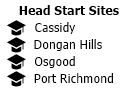 Head Start Sites
Cassidy
Dongan Hills
Osgood
Port Richmond